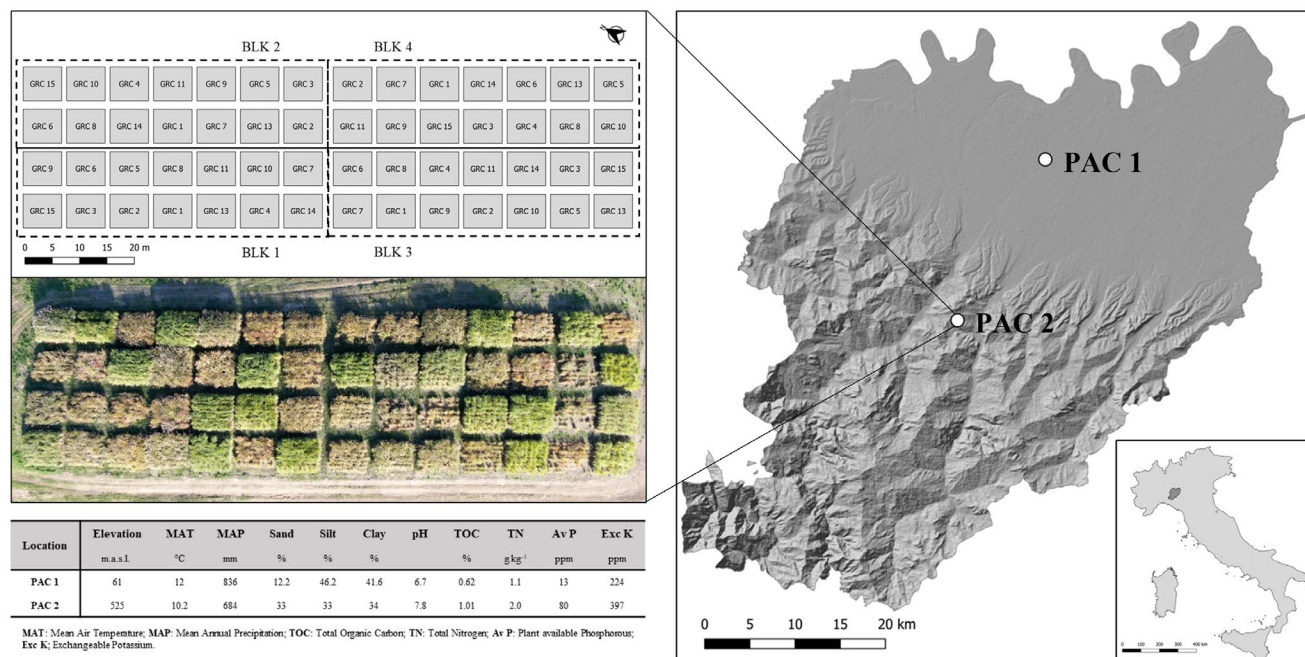 BLK 2 BLK 4
GRC 15 GRC 10 GRC 4 GRC 11 GRC 9 GRC 5 GRC 3 GRC 2 GRC 7 GRC 1 GRC 14 GRC 6 GRC 13 GRC 5
GRC 6 GRC 8 GRC 14 GRC 1 GRC 7 GRC 13 GRC 2 GRC 11 GRC 9 GRC 15 GRC 3 GRC 4 GRC 8 GRC 10
GRC 9 GRC 6 GRC 5 GRC 8 GRC 11 GRC 10 GRC 7 GRC 6 GRC 8 GRC 4 GRC 11 GRC 14 GRC 3 GRC 15
GRC 15 GRC 3 GRC 2 GRC 1 GRC 13 GRC 4 GRC 14 GRC 7 GRC 1 GRC 9 GRC 2 GRC 10 GRC 5 GRC 13
BLK 1 BLK 3
0 5 10 15 20 m
Location Elevation MAT MAP Sand Silt Clay pH TOC TN Av P Exc K
m.a.s.l. °C mm % % % % g kg⁻¹ ppm ppm
PAC 1 61 12 836 12.2 46.2 41.6 6.7 0.62 1.1 13 224
PAC 2 525 10.2 684 33 33 34 7.8 1.01 2.0 80 397
MAT: Mean Air Temperature; MAP: Mean Annual Precipitation; TOC: Total Organic Carbon; TN: Total Nitrogen; Av P: Plant available Phosphorous;
Exc K; Exchangeable Potassium.
PAC 1
PAC 2
0 5 10 15 20 km
0 100 200 300 400 km